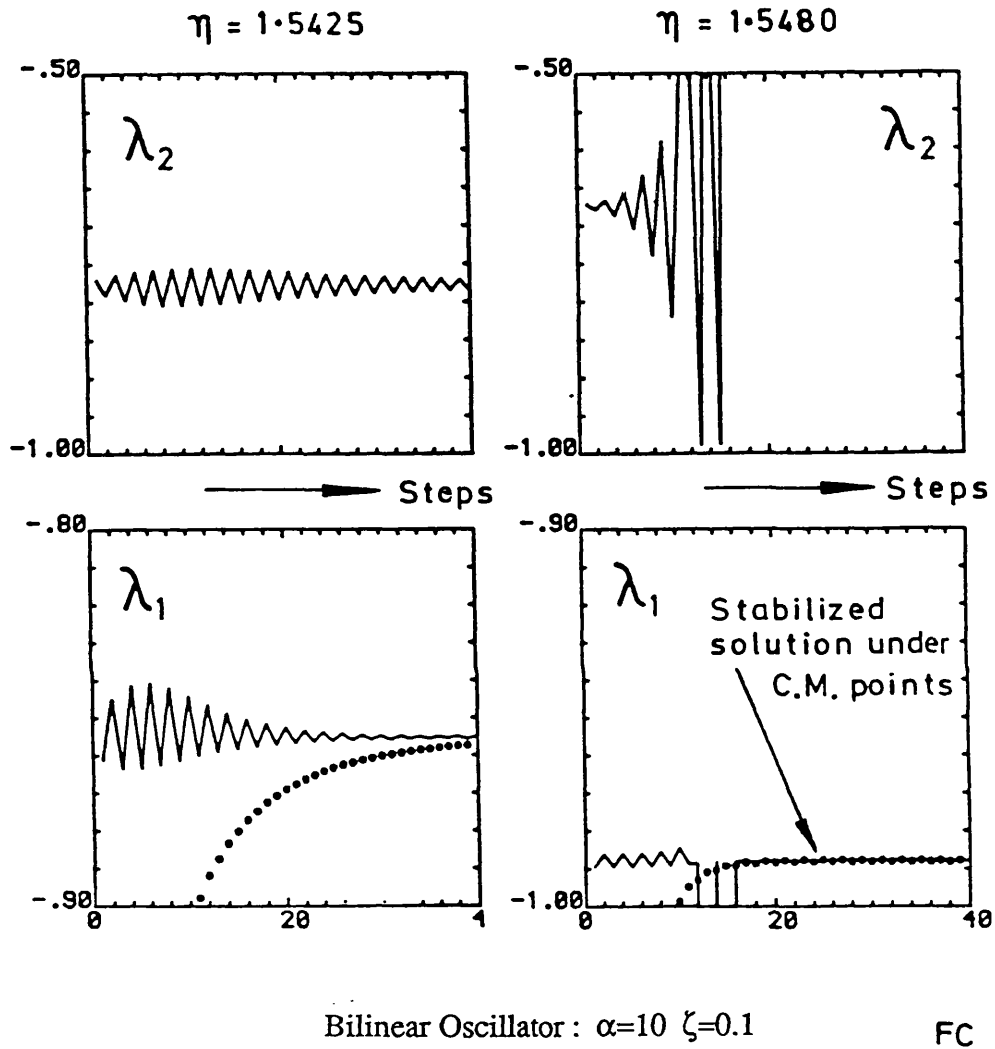 η = 1·5425
η = 1·5480
-.50
λ₂
-1.00
-.50
λ₂
-1.00
Steps
Steps
-.80
λ₁
-.90
0 20 4
-.90
λ₁
Stabilized
solution under
C.M. points
-1.00
0 20 40
Bilinear Oscillator : α=10 ζ=0.1
FC